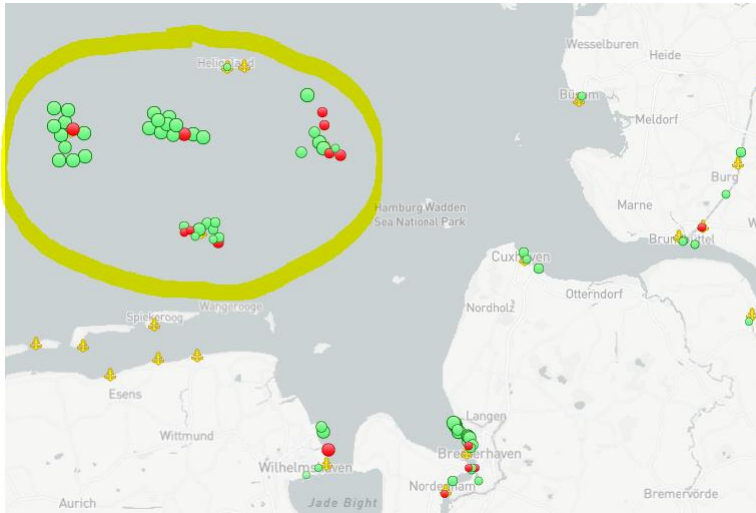 Wesselburen
Heide
Heligoland
Büsum
Meldorf
Burg
Hamburg Wadden
Sea National Park
Marne
Brunsbüttel
Cuxhaven
Otterndorf
Nordholz
Wangerooge
Spiekeroog
Esens
Langen
Wittmund
Bremerhaven
Wilhelmshaven
Nordenham
Aurich
Jade Bight
Bremervörde